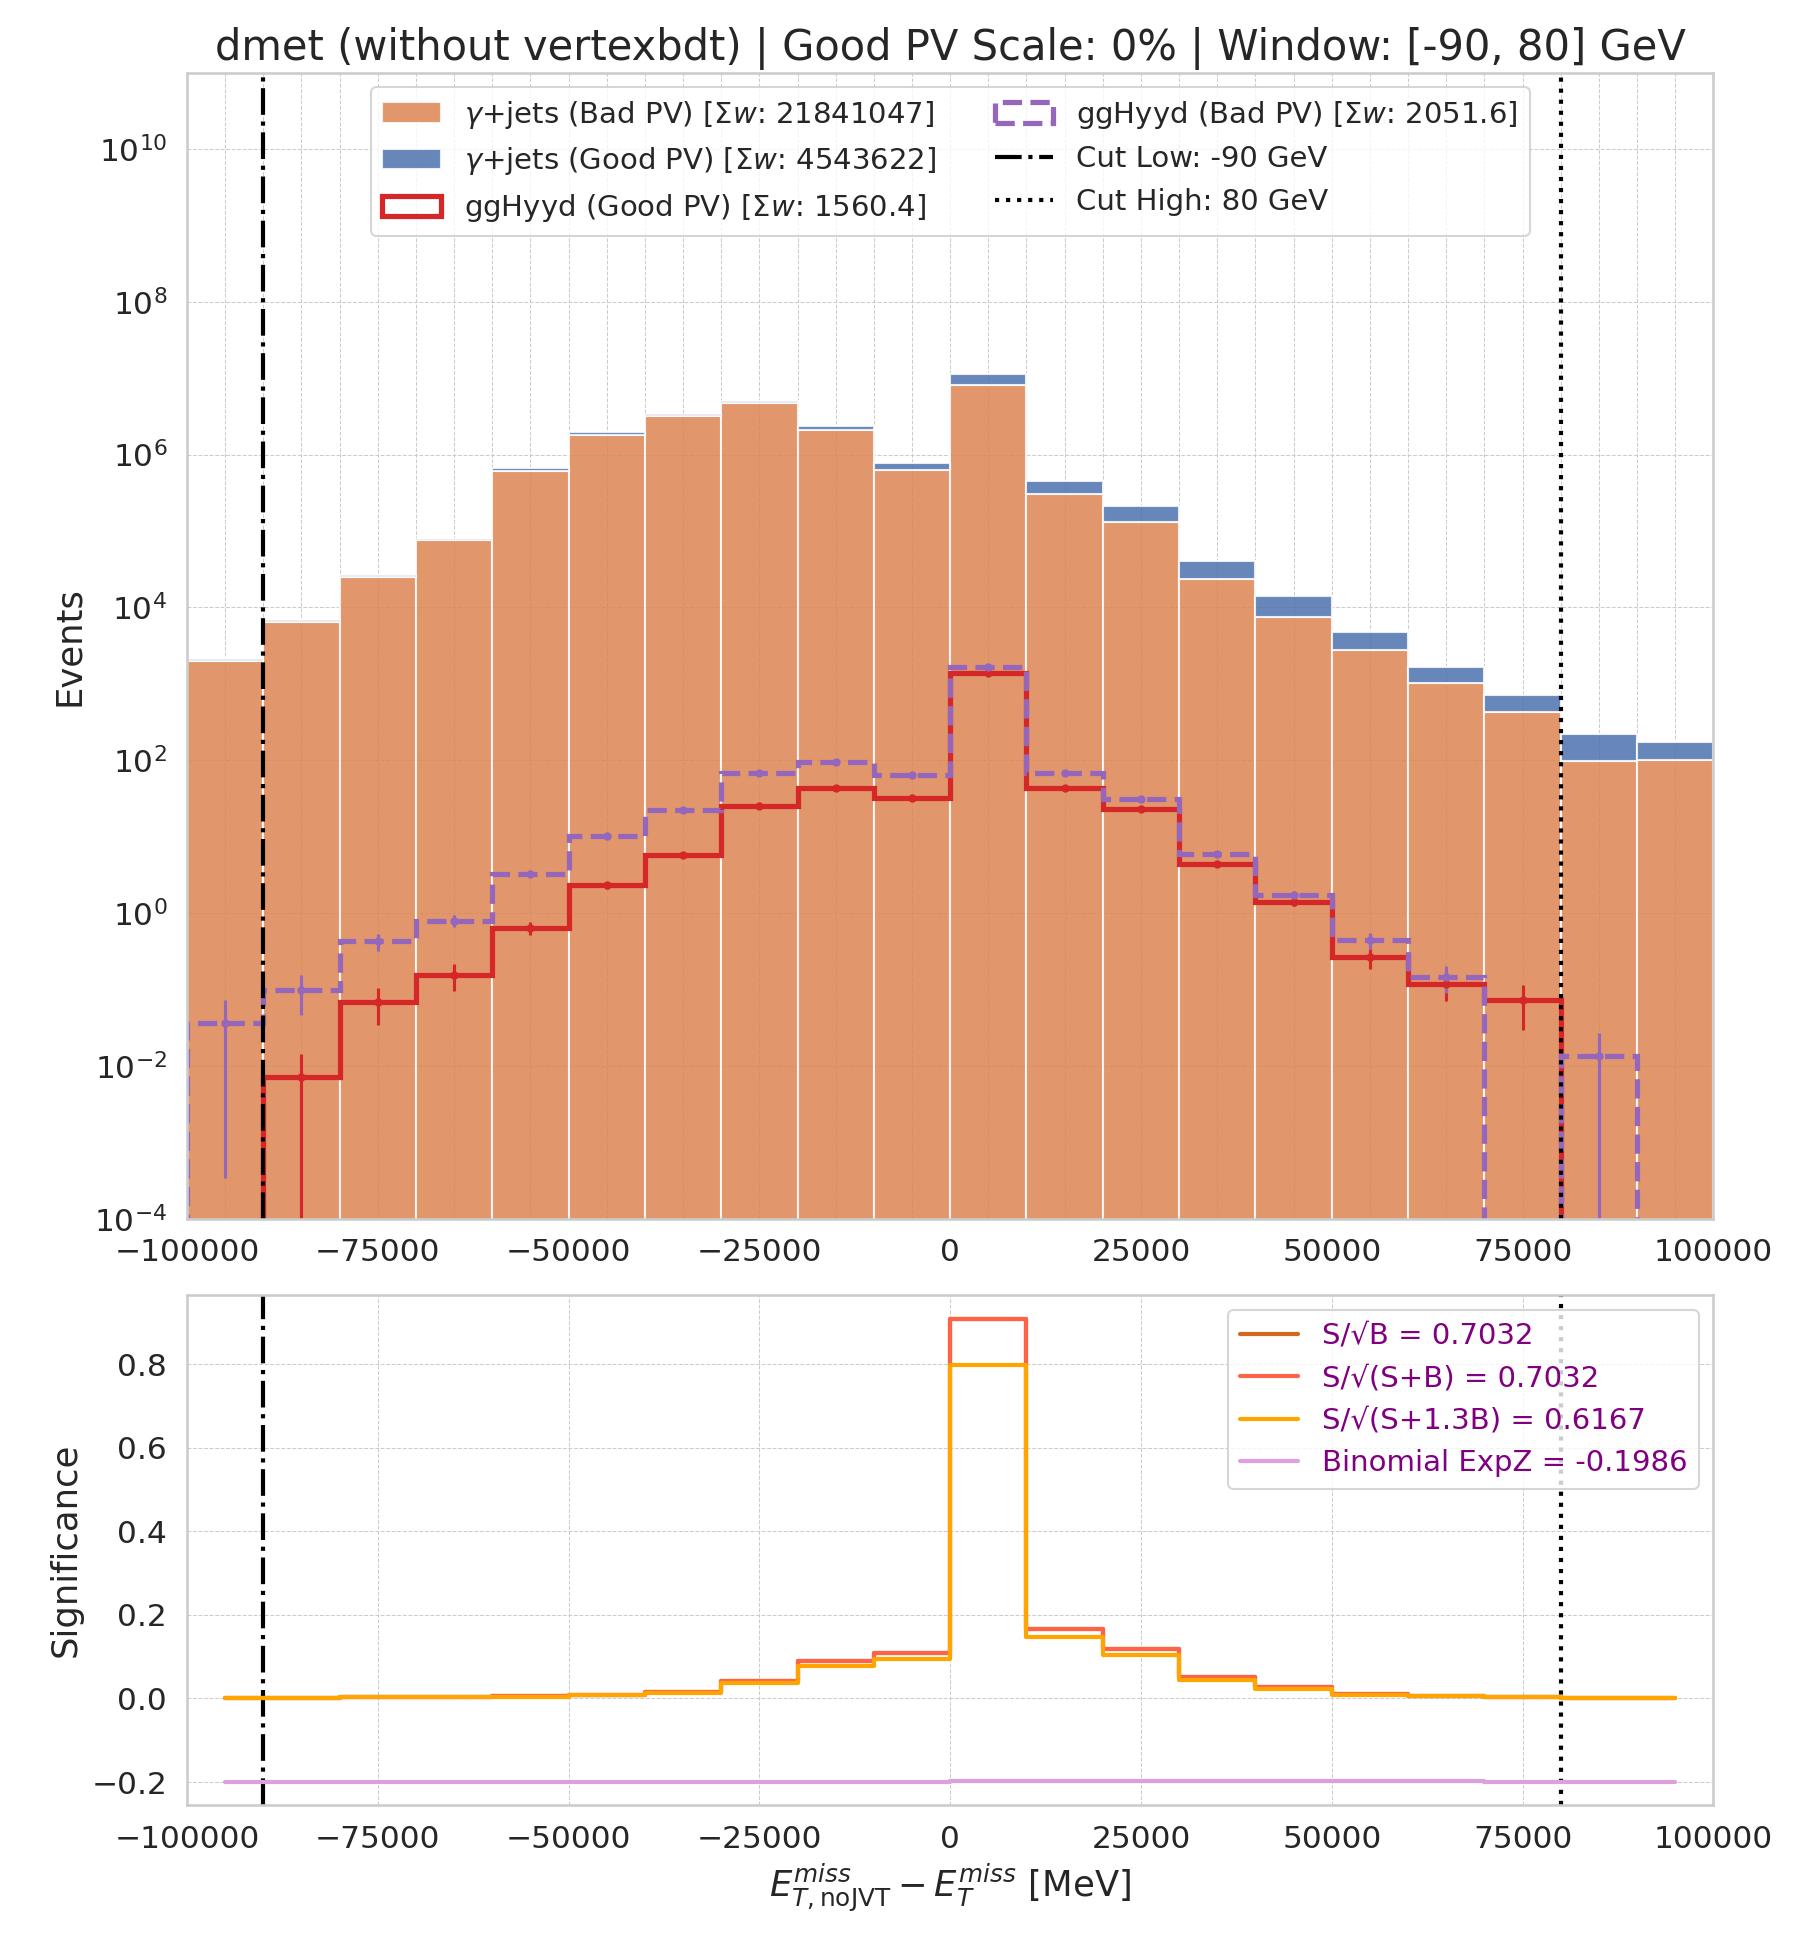 dmet (without vertexbdt) | Good PV Scale: 0% | Window: [-90, 80] GeV
γ+jets (Bad PV) [Σw: 21841047]
γ+jets (Good PV) [Σw: 4543622]
ggHyyd (Good PV) [Σw: 1560.4]
ggHyyd (Bad PV) [Σw: 2051.6]
Cut Low: -90 GeV
Cut High: 80 GeV
Events
10^10
10^8
10^6
10^4
10^2
10^0
10^−2
10^−4
−100000 −75000 −50000 −25000 0 25000 50000 75000 100000
S/√B = 0.7032
S/√(S+B) = 0.7032
S/√(S+1.3B) = 0.6167
Binomial ExpZ = -0.1986
Significance
0.8
0.6
0.4
0.2
0.0
−0.2
−100000 −75000 −50000 −25000 0 25000 50000 75000 100000
E_{T,noJVT}^{miss} − E_T^{miss} [MeV]